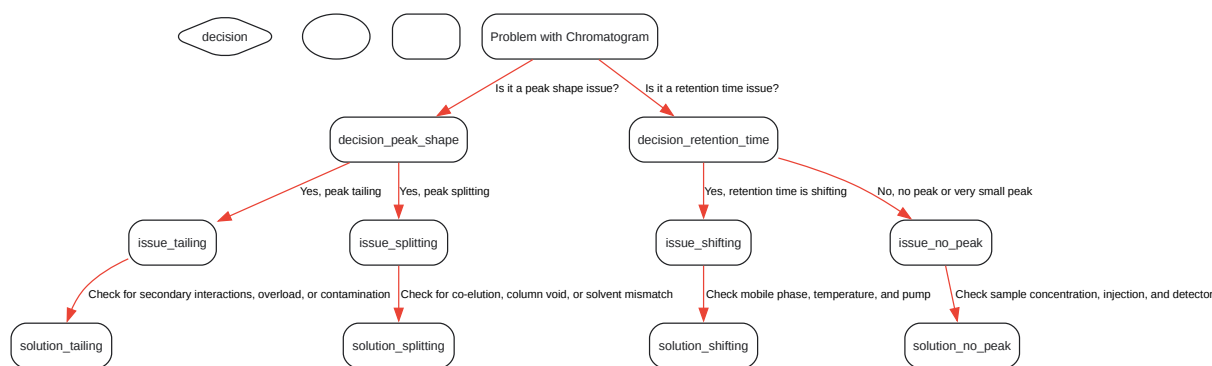 decision
Problem with Chromatogram
Is it a peak shape issue?
Is it a retention time issue?
decision_peak_shape
decision_retention_time
Yes, peak tailing
Yes, peak splitting
Yes, retention time is shifting
No, no peak or very small peak
issue_tailing
issue_splitting
issue_shifting
issue_no_peak
Check for secondary interactions, overload, or contamination
Check for co-elution, column void, or solvent mismatch
Check mobile phase, temperature, and pump
Check sample concentration, injection, and detector
solution_tailing
solution_splitting
solution_shifting
solution_no_peak